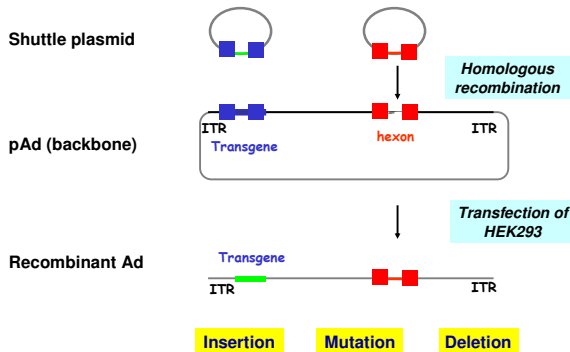 Shuttle plasmid
Homologous
recombination
ITR
hexon
ITR
pAd (backbone)
Transgene
Transfection of
HEK293
Transgene
Recombinant Ad
ITR
ITR
Insertion
Mutation
Deletion